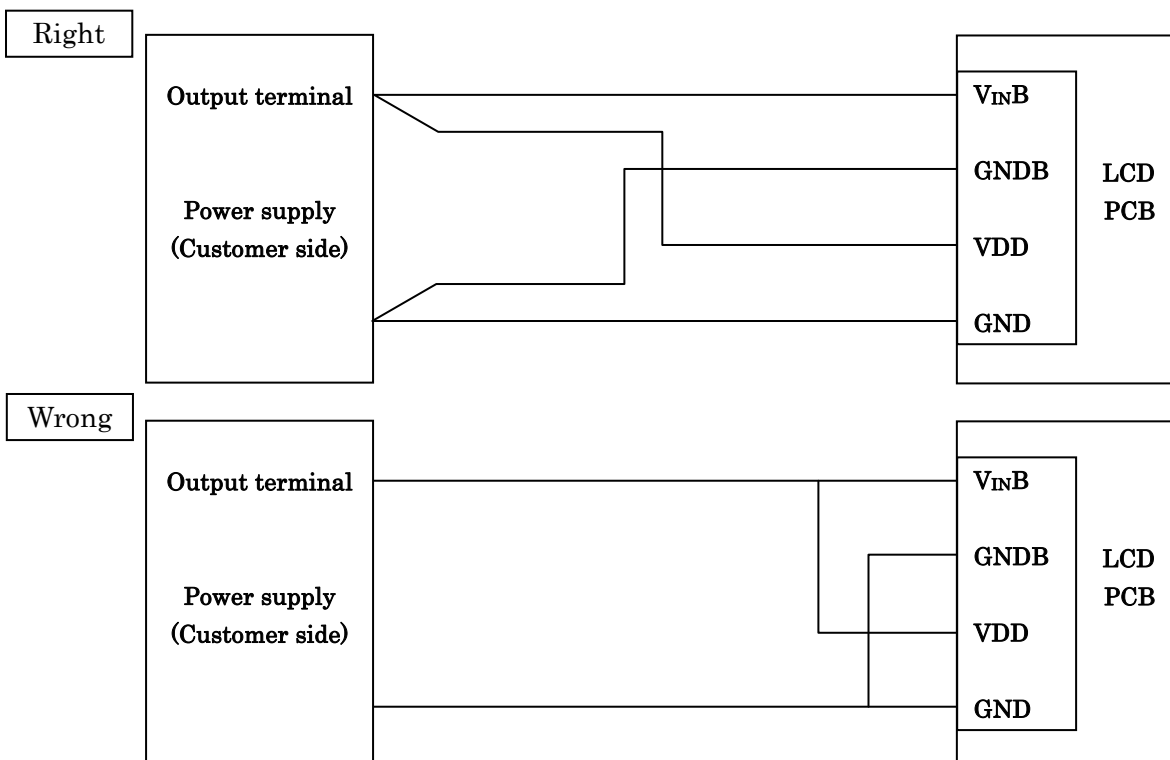 Right
Output terminal
Power supply
(Customer side)
VINB
GNDB
VDD
GND
LCD
PCB
Wrong
Output terminal
Power supply
(Customer side)
VINB
GNDB
VDD
GND
LCD
PCB